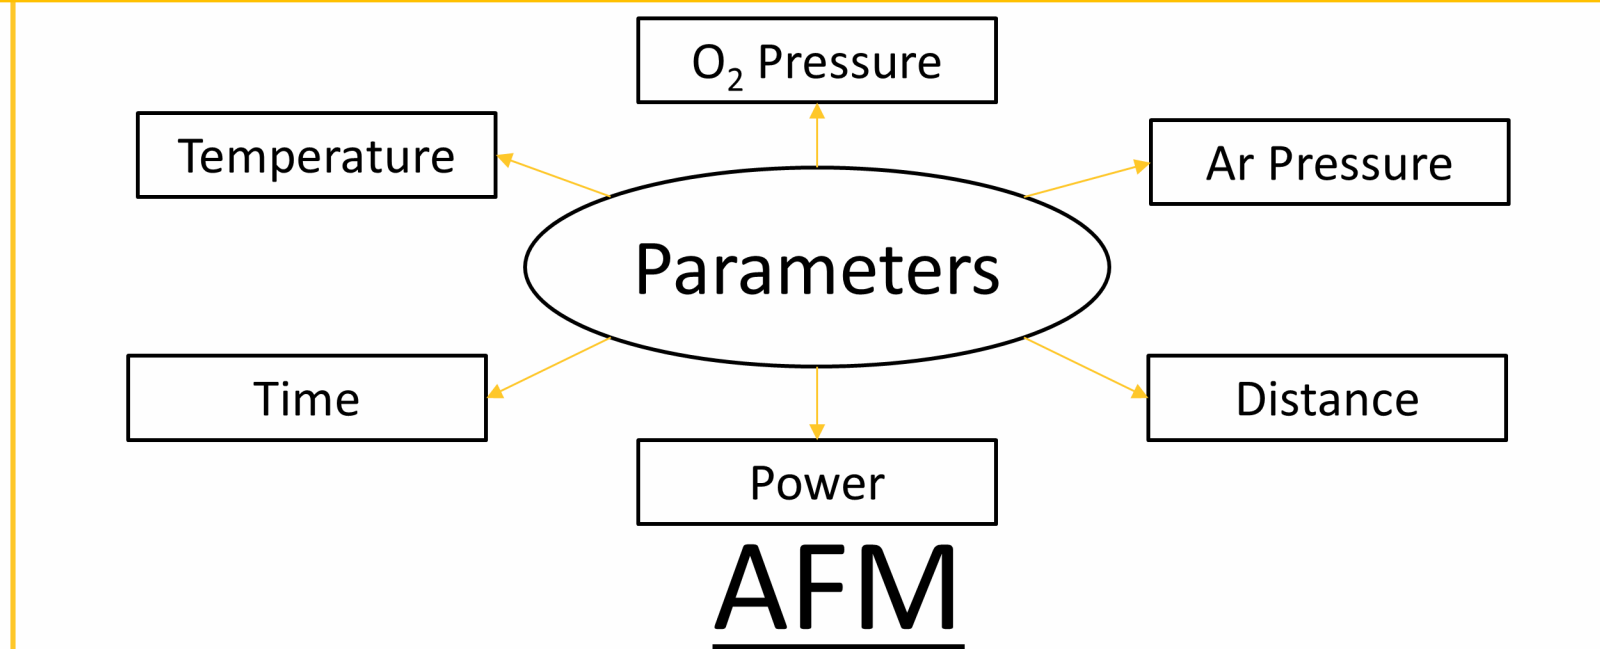 O₂ Pressure
Temperature
Ar Pressure
Parameters
Time
Distance
Power
AFM